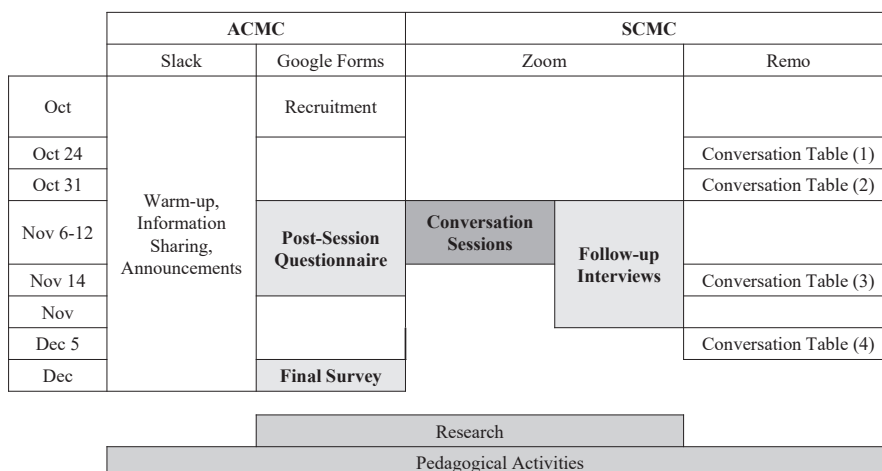 ACMC SCMC
Slack Google Forms Zoom Remo
Oct Recruitment
Oct 24 Conversation Table (1)
Oct 31 Conversation Table (2)
Warm-up,
Information
Sharing,
Announcements
Nov 6-12
Post-Session
Questionnaire
Conversation
Sessions
Follow-up
Interviews
Nov 14 Conversation Table (3)
Nov
Dec 5 Conversation Table (4)
Dec Final Survey
Research
Pedagogical Activities